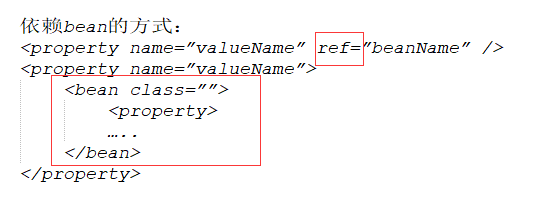 依赖bean的方式：
<property name=”valueName” ref=”beanName” />
<property name=”valueName”>
<bean class=””>
<property>
…..
</bean>
</property>